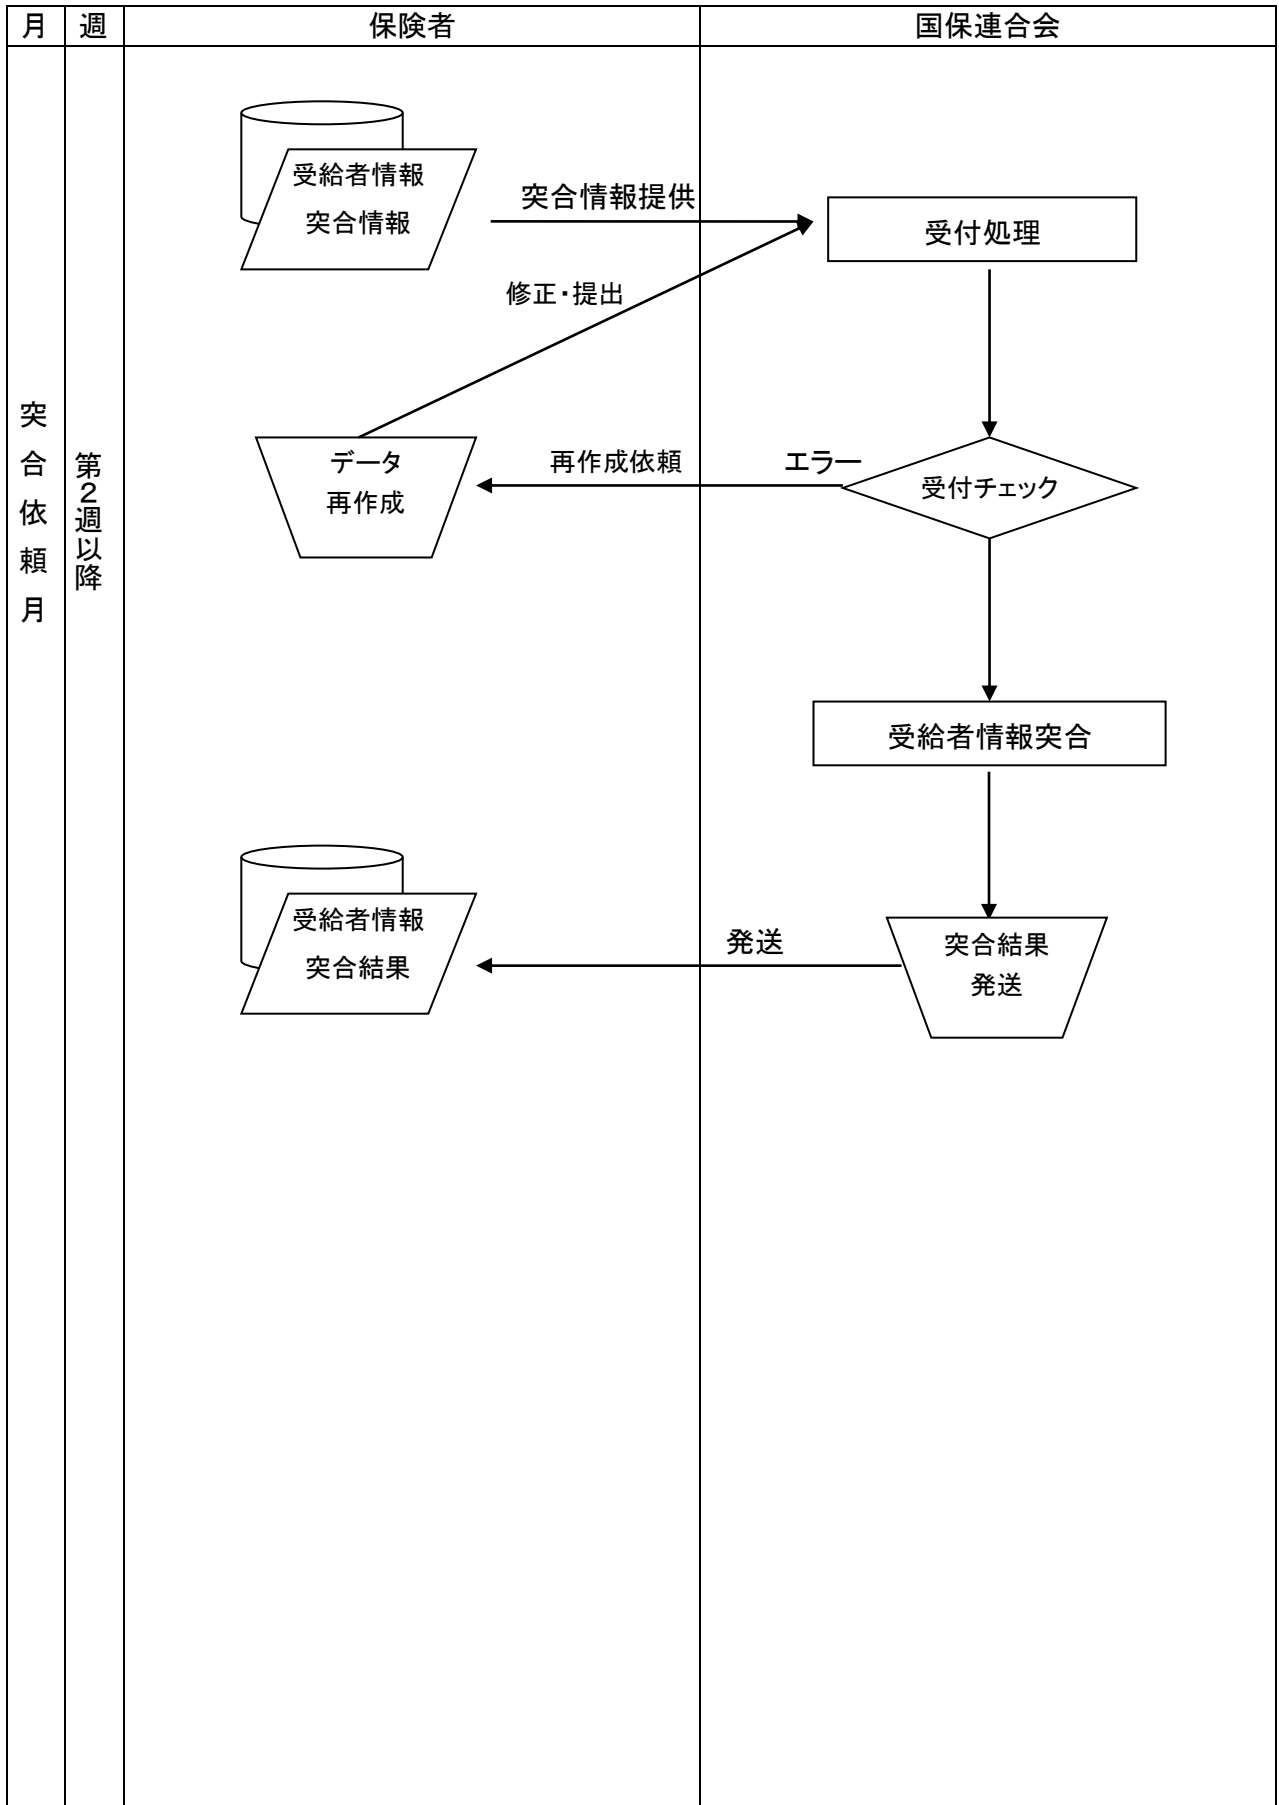 月 週 保険者 国保連合会
受給者情報
突合情報
突合情報提供
受付処理
修正・提出
突合依頼月
第2週以降
データ
再作成
再作成依頼
エラー
受付チェック
受給者情報突合
受給者情報
突合結果
発送
突合結果
発送